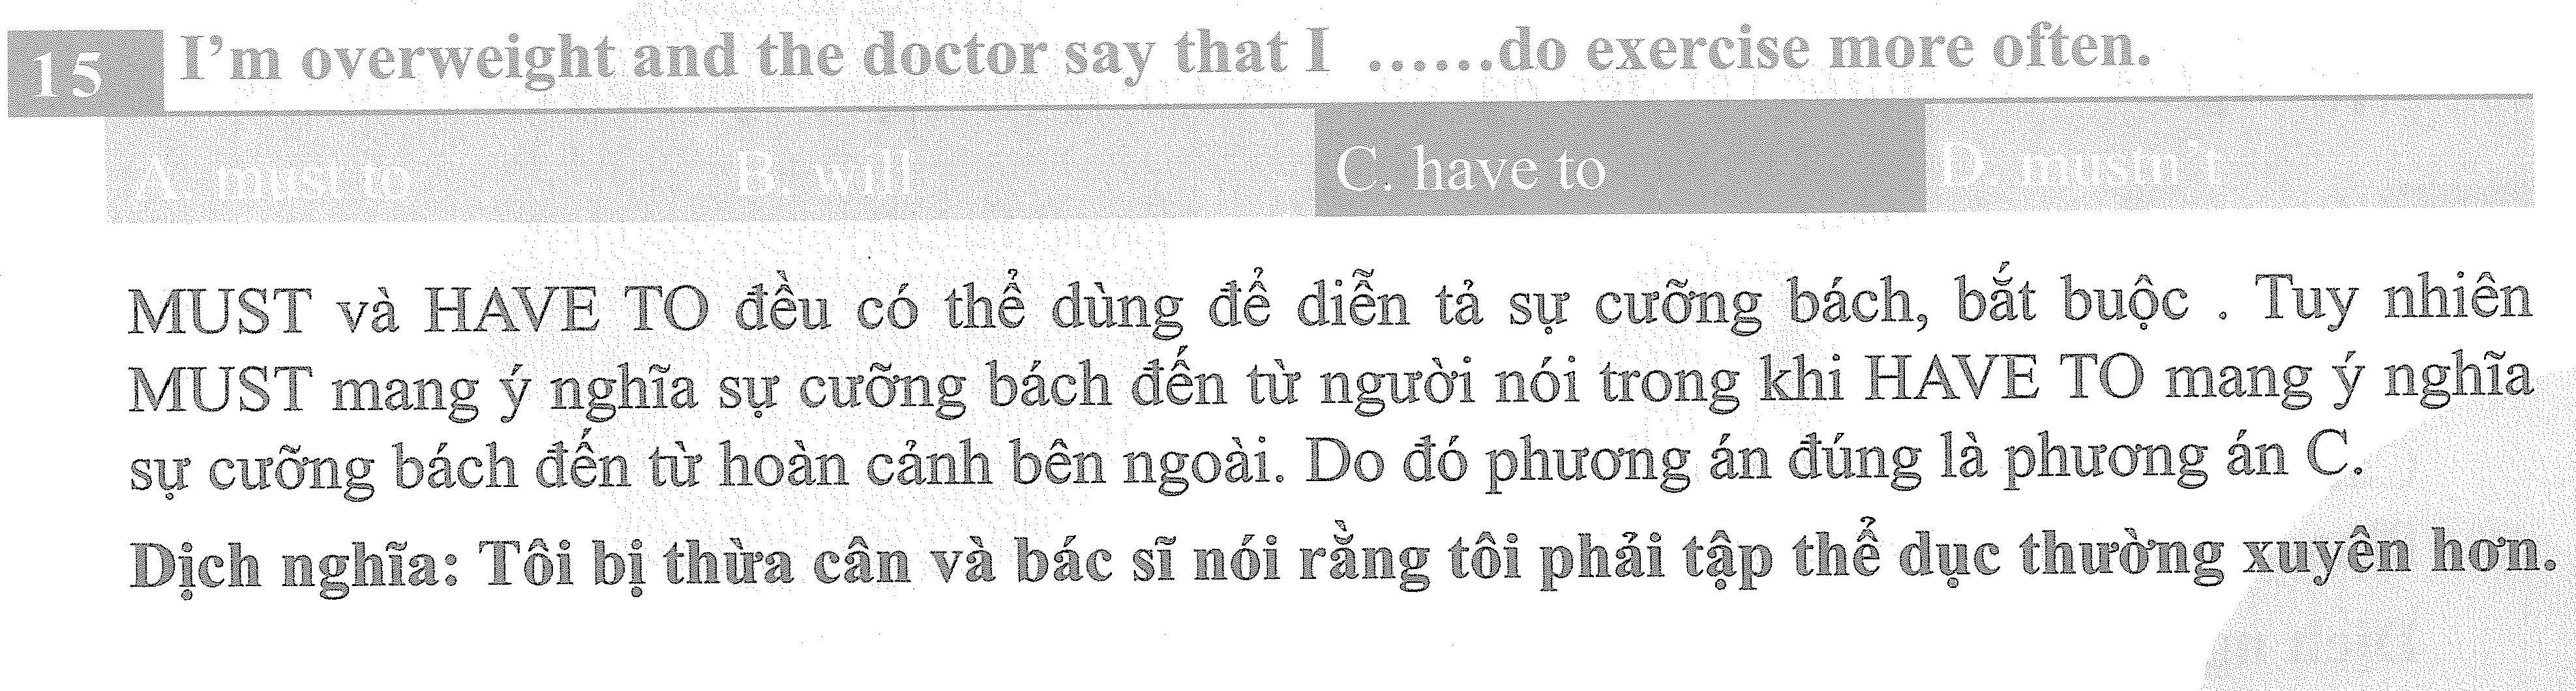 15 I'm overweight and the doctor say that I ......do exercise more often.
A. must to B. will C. have to D. mustn't
MUST và HAVE TO đều có thể dùng để diễn tả sự cưỡng bách, bắt buộc . Tuy nhiên
MUST mang ý nghĩa sự cưỡng bách đến từ người nói trong khi HAVE TO mang ý nghĩa
sự cưỡng bách đến từ hoàn cảnh bên ngoài. Do đó phương án đúng là phương án C.
Dịch nghĩa: Tôi bị thừa cân và bác sĩ nói rằng tôi phải tập thể dục thường xuyên hơn.